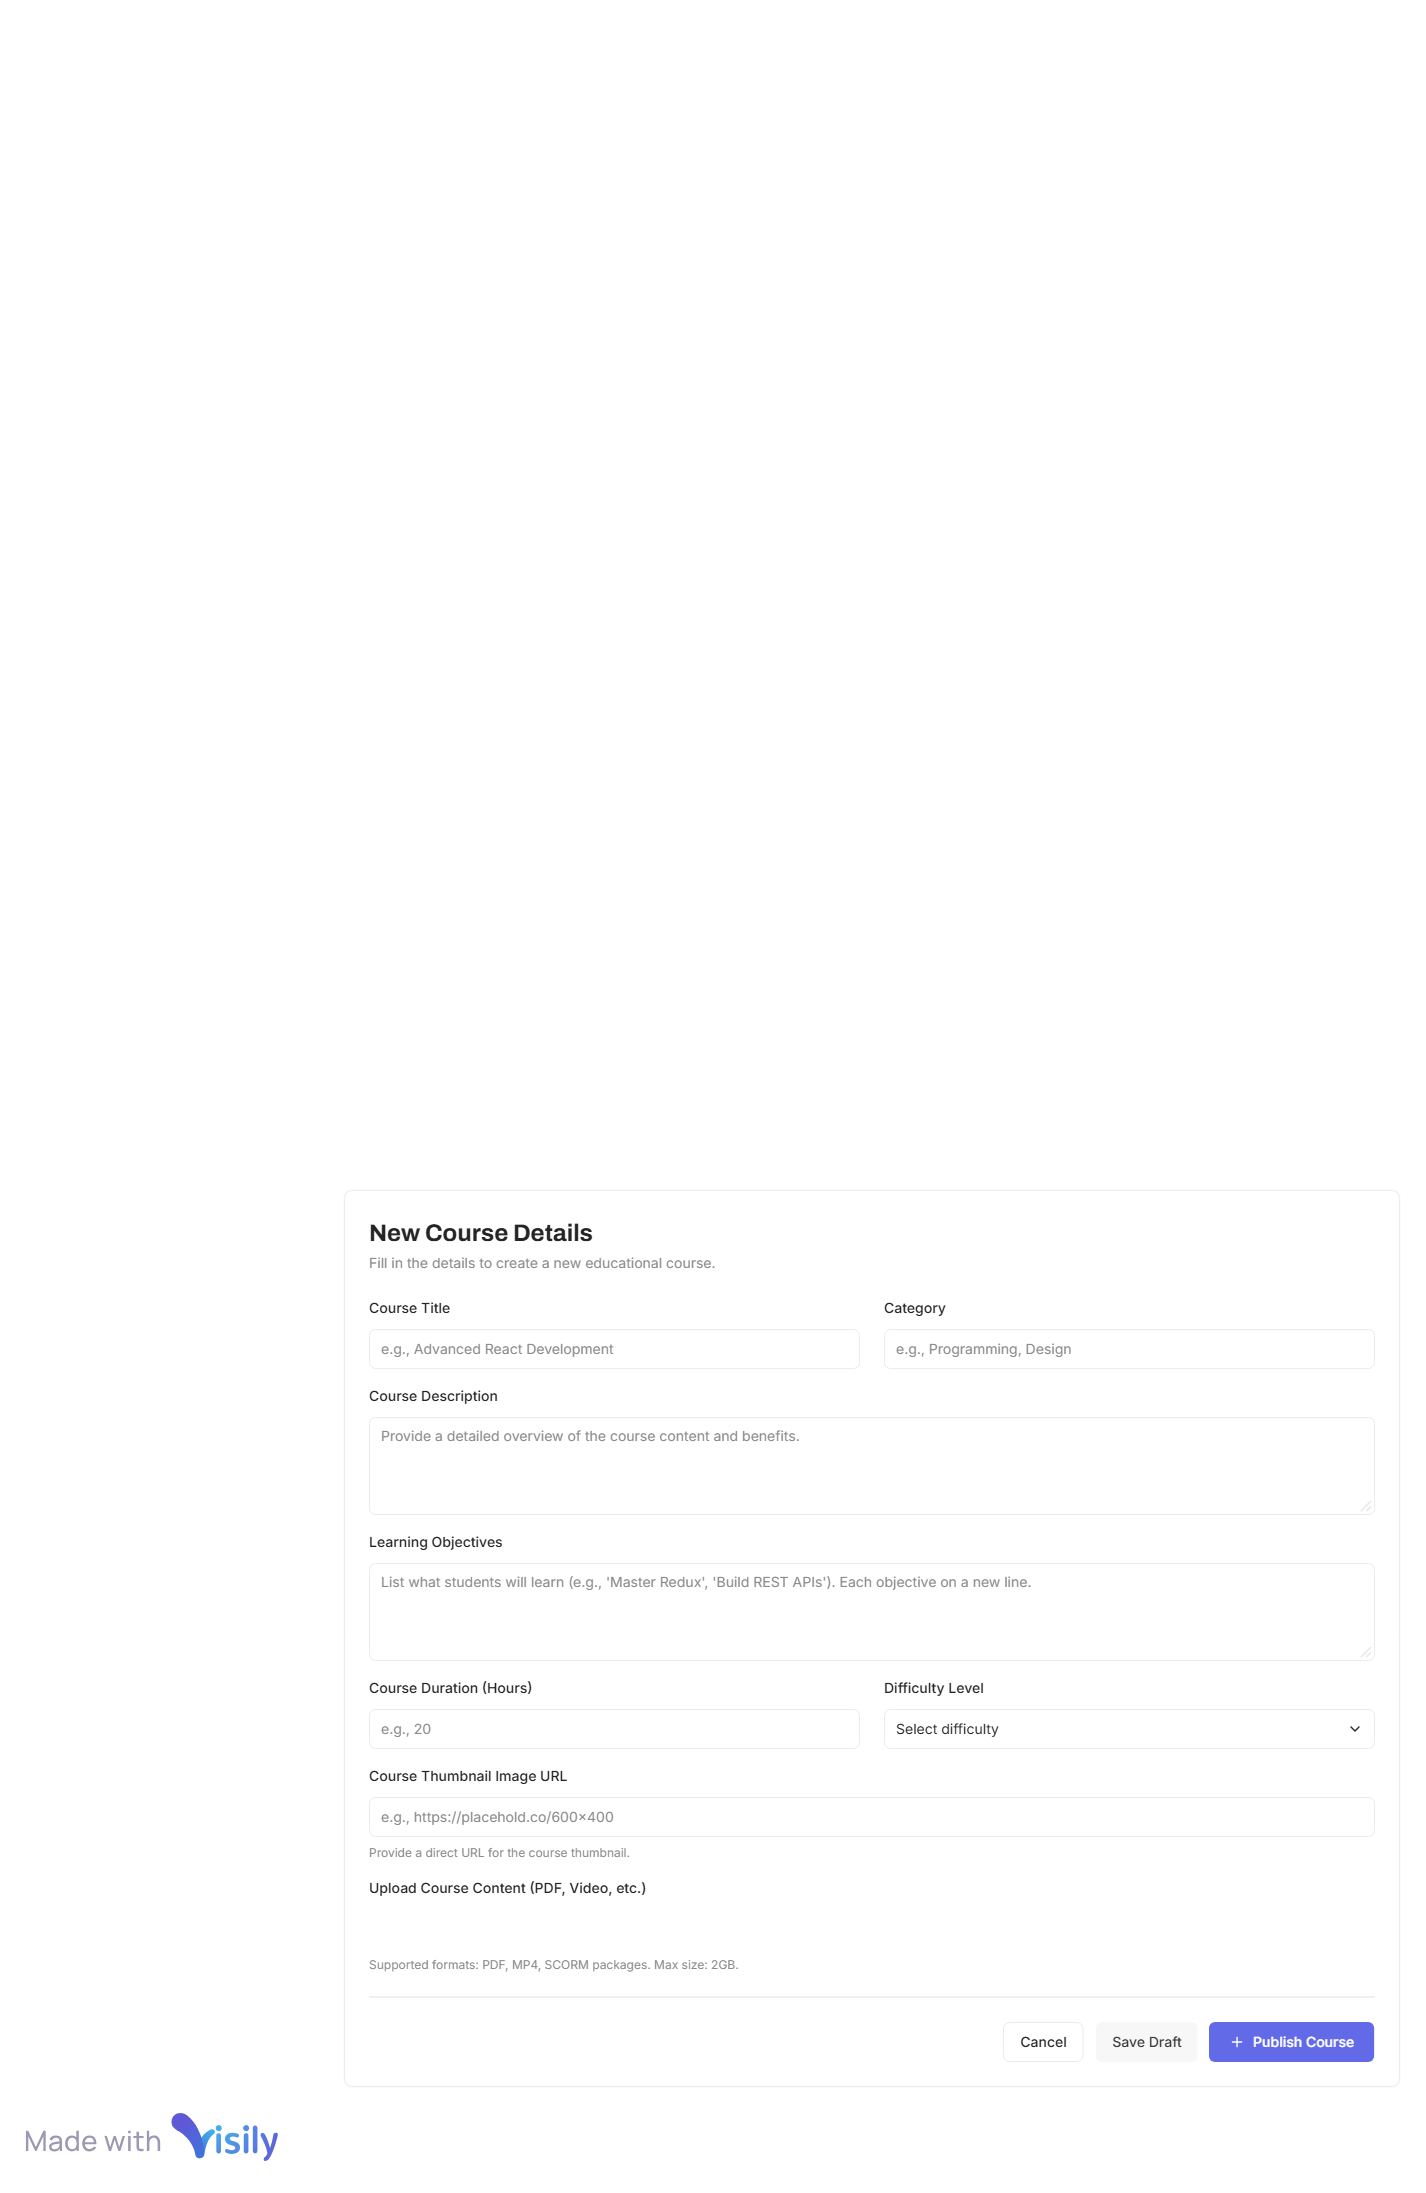 New Course Details
Fill in the details to create a new educational course.
Course Title
Category
e.g., Advanced React Development
e.g., Programming, Design
Course Description
Provide a detailed overview of the course content and benefits.
Learning Objectives
List what students will learn (e.g., 'Master Redux', 'Build REST APIs'). Each objective on a new line.
Course Duration (Hours)
Difficulty Level
e.g., 20
Select difficulty
Course Thumbnail Image URL
e.g., https://placehold.co/600x400
Provide a direct URL for the course thumbnail.
Upload Course Content (PDF, Video, etc.)
Supported formats: PDF, MP4, SCORM packages. Max size: 2GB.
Cancel
Save Draft
Publish Course
Made with Visily